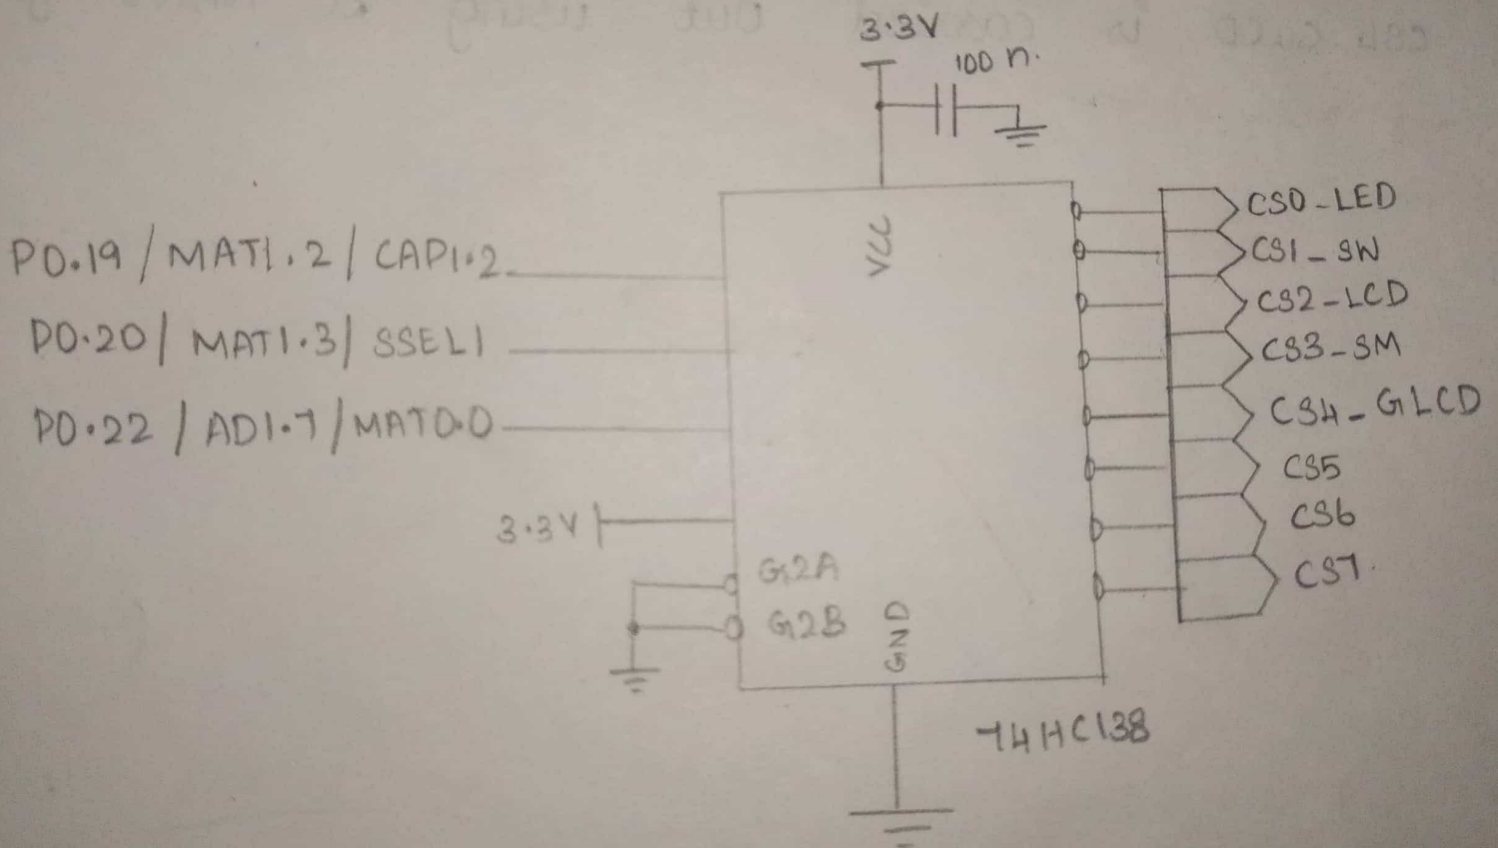 3.3V
100 n.
P0.19 / MAT1.2 / CAP1.2
P0.20 / MAT1.3 / SSEL1
P0.22 / AD1.7 / MAT0.0
3.3V
VCC
G2A
G2B
GND
CS0-LED
CS1-SW
CS2-LCD
CS3-SM
CS4-GLCD
CS5
CS6
CS7.
74HC138